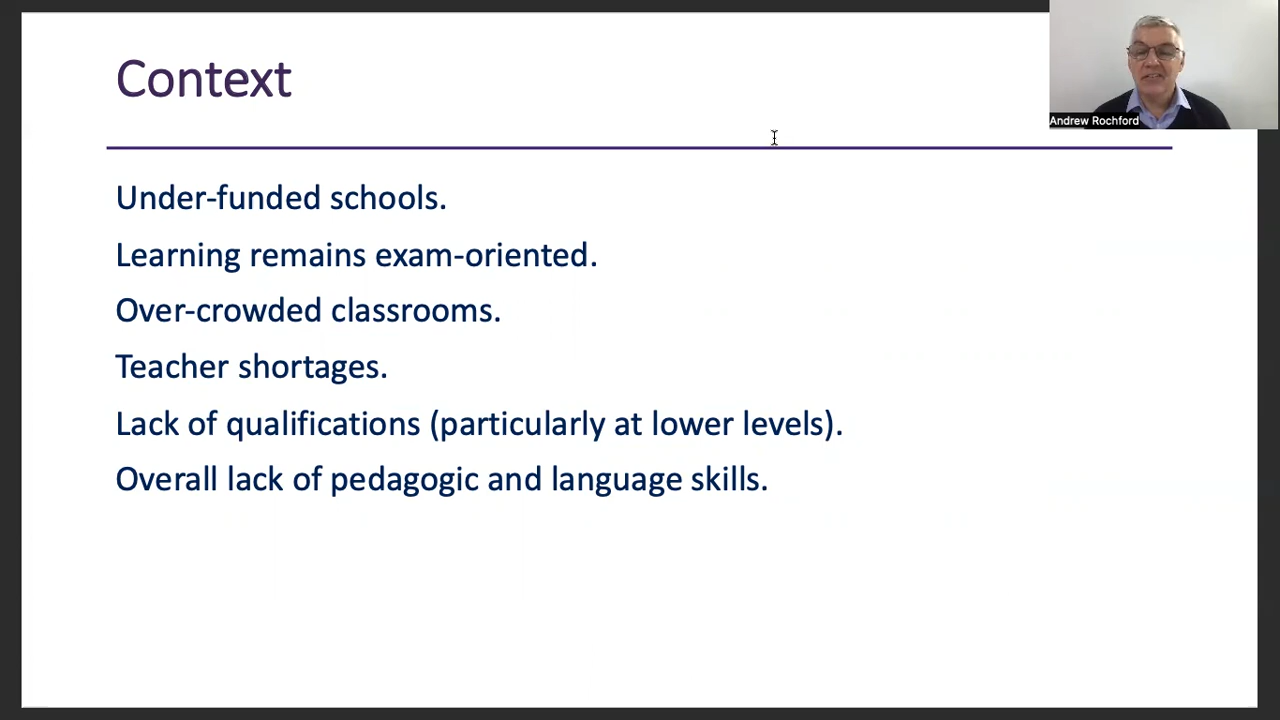 Context
Andrew Rochford
Under-funded schools.
Learning remains exam-oriented.
Over-crowded classrooms.
Teacher shortages.
Lack of qualifications (particularly at lower levels).
Overall lack of pedagogic and language skills.